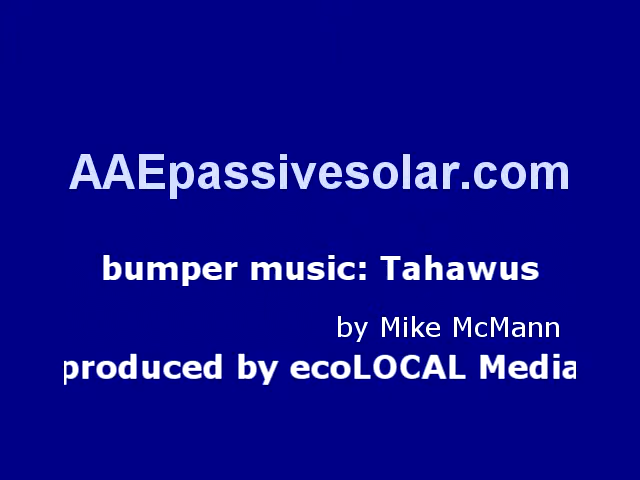 AAEpassivesolar.com
bumper music: Tahawus
by Mike McMann
produced by ecoLOCAL Media